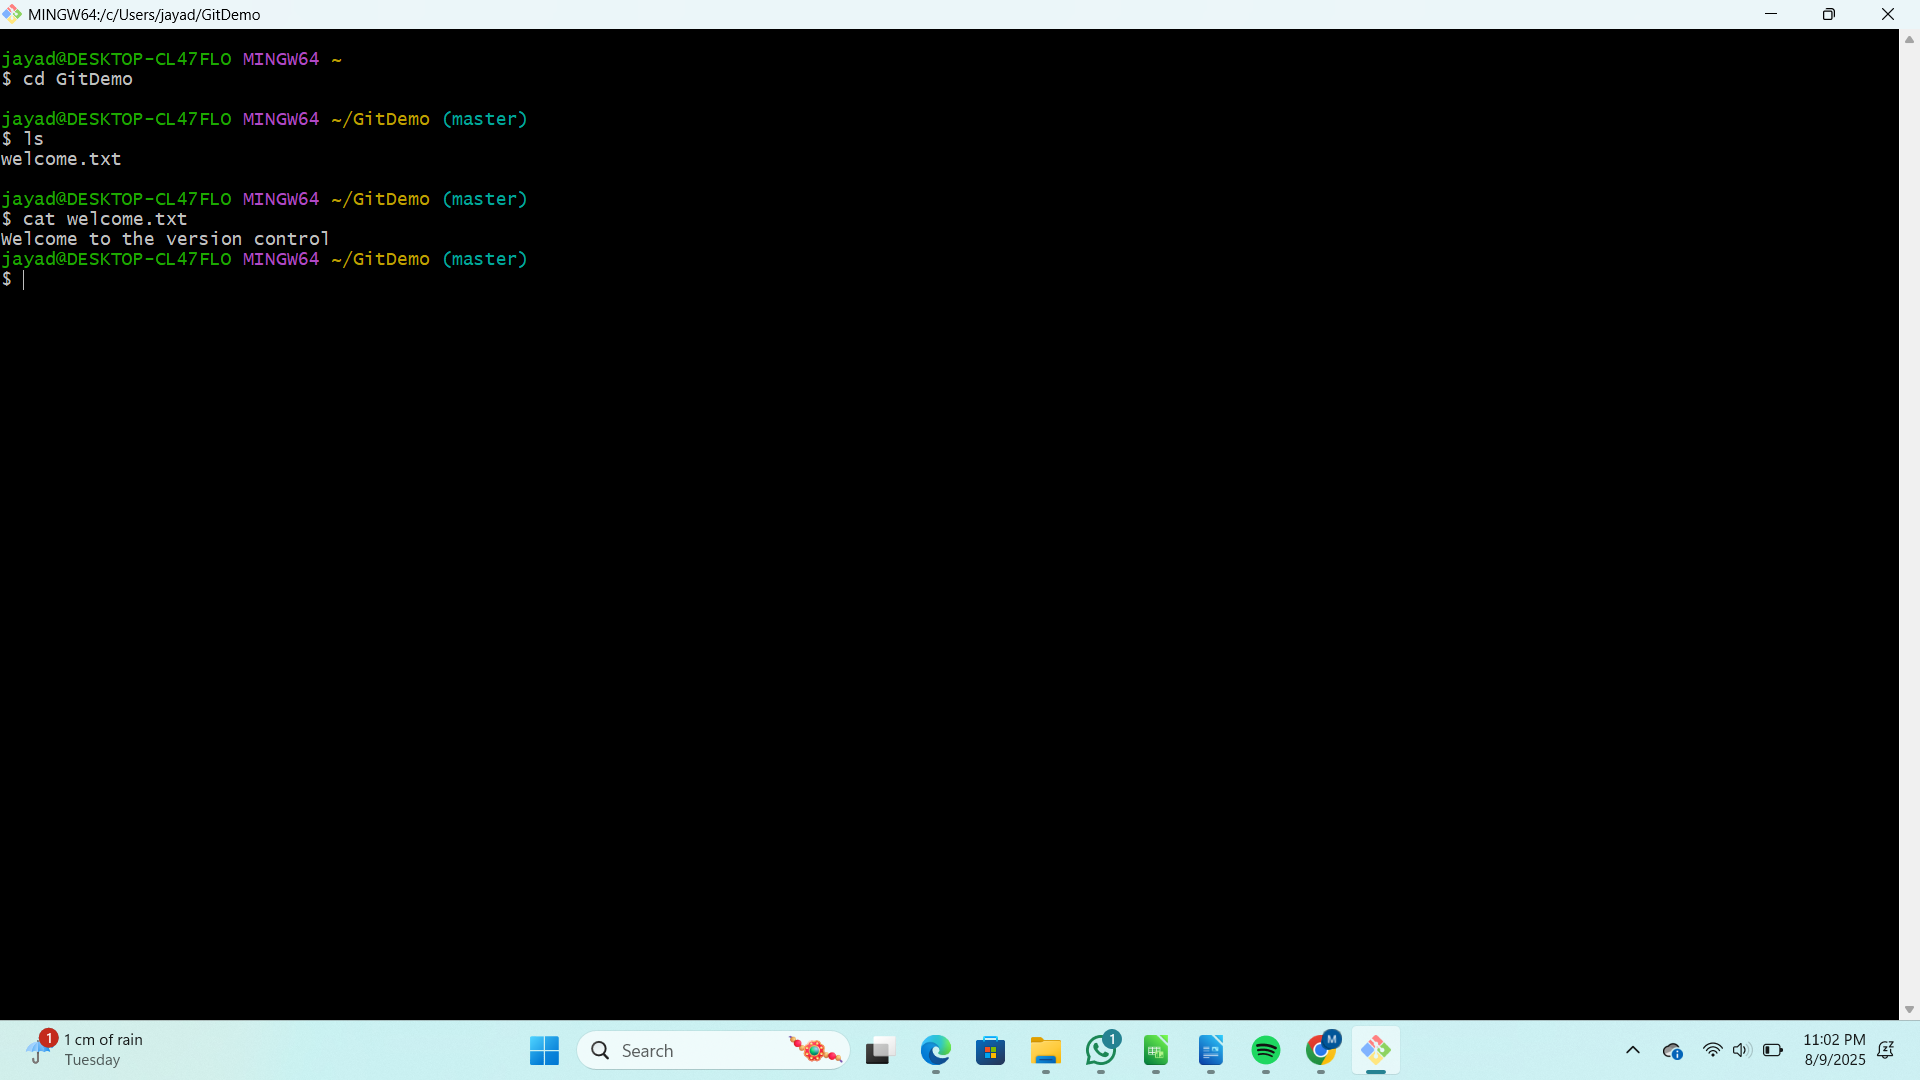 MINGW64:/c/Users/jayad/GitDemo
jayad@DESKTOP-CL47FLO MINGW64 ~
$ cd GitDemo
jayad@DESKTOP-CL47FLO MINGW64 ~/GitDemo (master)
$ ls
welcome.txt
jayad@DESKTOP-CL47FLO MINGW64 ~/GitDemo (master)
$ cat welcome.txt
Welcome to the version control
jayad@DESKTOP-CL47FLO MINGW64 ~/GitDemo (master)
$
1
1 cm of rain
Tuesday
Search
1
M
11:02 PM
8/9/2025